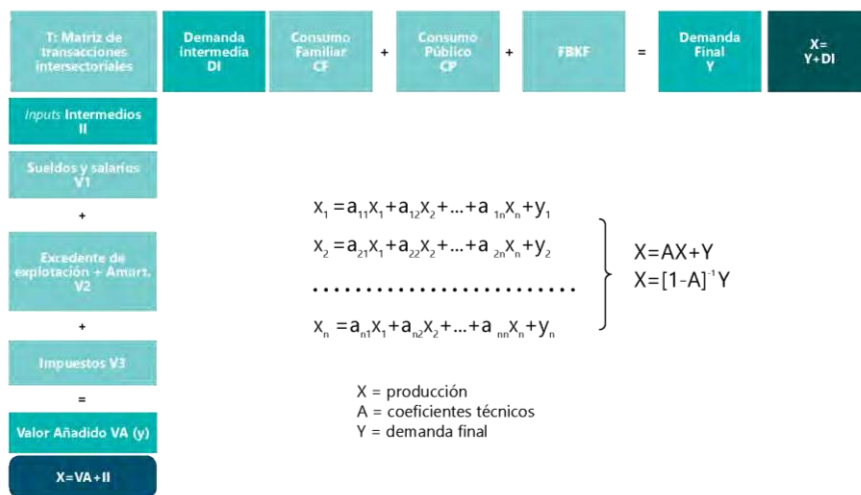 T: Matriz de
transacciones
intersectoriales
Demanda
intermedia
DI
Consumo
Familiar
CF
+
Consumo
Público
CP
+
FBKF
=
Demanda
Final
Y
X=
Y+DI
Inputs Intermedios
II
Sueldos y salarios
V1
+
Excedente de
explotación + Amort.
V2
+
Impuestos V3
=
Valor Añadido VA (y)
X=VA+II
x₁ =a₁₁x₁+a₁₂x₂+...+a ₁ₙxₙ+y₁
x₂ =a₂₁x₁+a₂₂x₂+...+a ₂ₙxₙ+y₂
..........................
xₙ =aₙ₁x₁+aₙ₂x₂+...+a ₙₙxₙ+yₙ
X=AX+Y
X=[1-A]⁻¹Y
X = producción
A = coeficientes técnicos
Y = demanda final